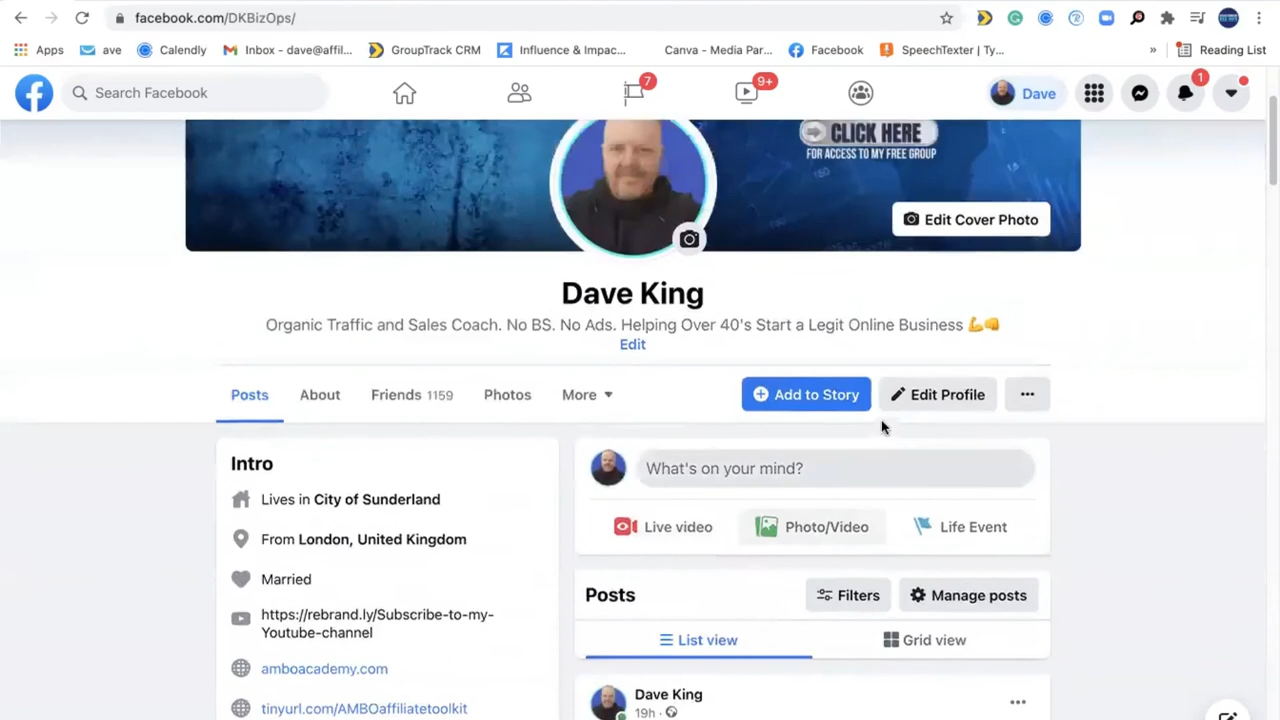 facebook.com/DKBizOps/
Apps ave Calendly Inbox - dave@affil... GroupTrack CRM Influence & Impac... Canva - Media Par... Facebook SpeechTexter | Ty... » Reading List
Search Facebook 7 9+ Dave 1
CLICK HERE
FOR ACCESS TO MY FREE GROUP
Edit Cover Photo
Dave King
Organic Traffic and Sales Coach. No BS. No Ads. Helping Over 40's Start a Legit Online Business 💪👊
Edit
Posts About Friends 1159 Photos More Add to Story Edit Profile ...
Intro
What's on your mind?
Lives in City of Sunderland
Live video Photo/Video Life Event
From London, United Kingdom
Married
Posts Filters Manage posts
https://rebrand.ly/Subscribe-to-my-
Youtube-channel
List view Grid view
amboacademy.com
Dave King ...
tinyurl.com/AMBOaffiliatetoolkit
19h ·